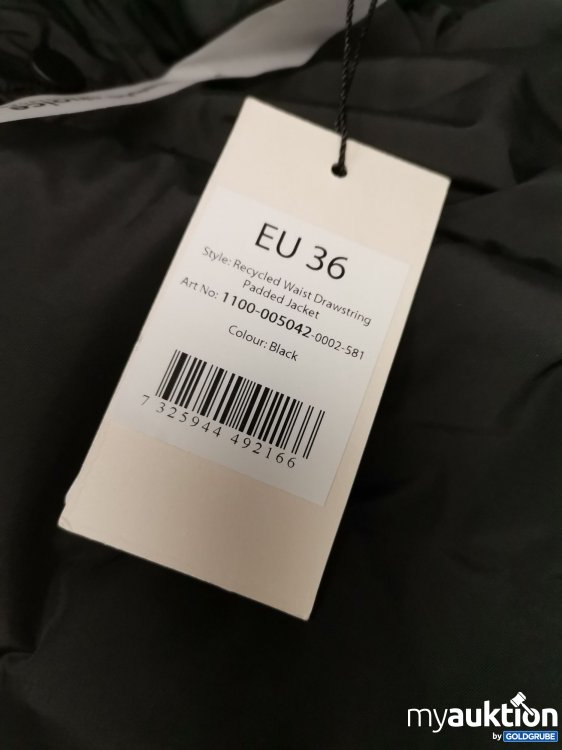 EU 36
Style: Recycled Waist Drawstring
Padded Jacket
Art No: 1100-005042-0002-581
Colour: Black
7 325944 492166
myauktion
by GOLDGRUBE